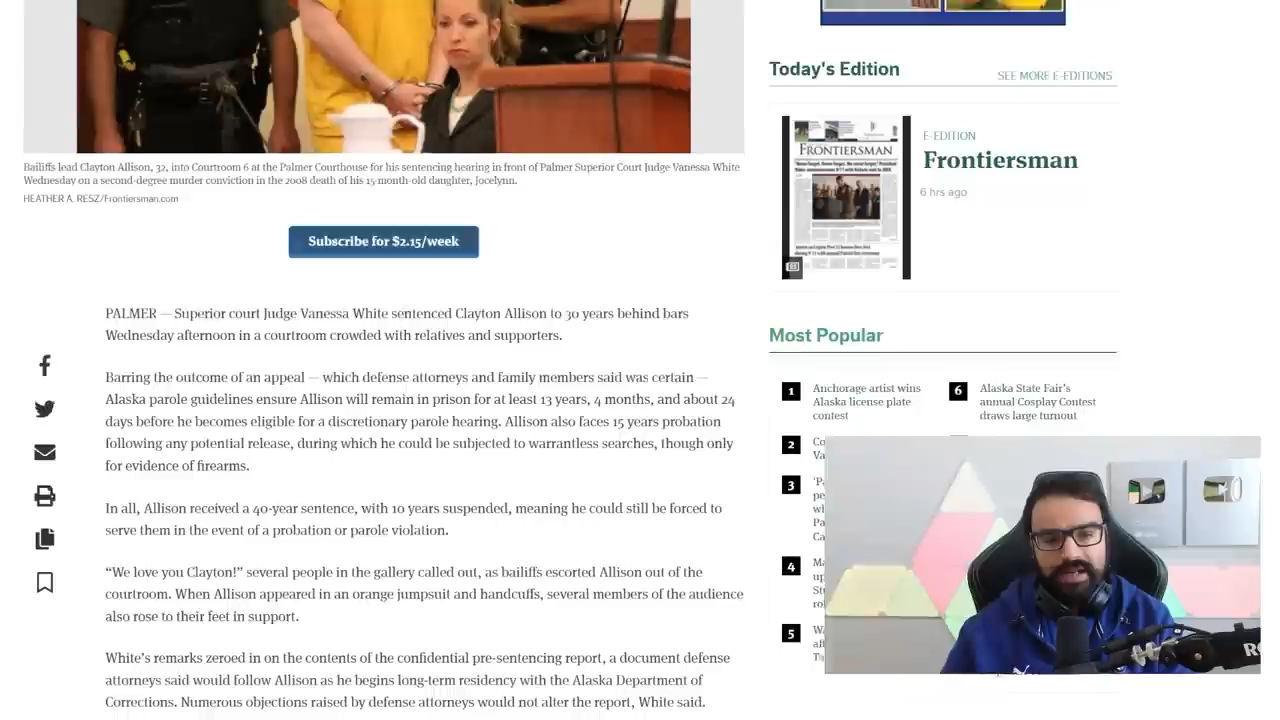 Bailiffs lead Clayton Allison, 32, into Courtroom 6 at the Palmer Courthouse for his sentencing hearing in front of Palmer Superior Court Judge Vanessa White
Wednesday on a second-degree murder conviction in the 2008 death of his 15-month-old daughter, Jocelynn.
HEATHER A. RESZ/Frontiersman.com
Subscribe for $2.15/week
PALMER — Superior court Judge Vanessa White sentenced Clayton Allison to 30 years behind bars
Wednesday afternoon in a courtroom crowded with relatives and supporters.
Barring the outcome of an appeal — which defense attorneys and family members said was certain —
Alaska parole guidelines ensure Allison will remain in prison for at least 13 years, 4 months, and about 24
days before he becomes eligible for a discretionary parole hearing. Allison also faces 15 years probation
following any potential release, during which he could be subjected to warrantless searches, though only
for evidence of firearms.
In all, Allison received a 40-year sentence, with 10 years suspended, meaning he could still be forced to
serve them in the event of a probation or parole violation.
“We love you Clayton!” several people in the gallery called out, as bailiffs escorted Allison out of the
courtroom. When Allison appeared in an orange jumpsuit and handcuffs, several members of the audience
also rose to their feet in support.
White’s remarks zeroed in on the contents of the confidential pre-sentencing report, a document defense
attorneys said would follow Allison as he begins long-term residency with the Alaska Department of
Corrections. Numerous objections raised by defense attorneys would not alter the report, White said.
Today's Edition
SEE MORE E-EDITIONS
FRONTIERSMAN
E-EDITION
Frontiersman
6 hrs ago
Most Popular
1 Anchorage artist wins
Alaska license plate
contest
2
3
4
5
6 Alaska State Fair’s
annual Cosplay Contest
draws large turnout